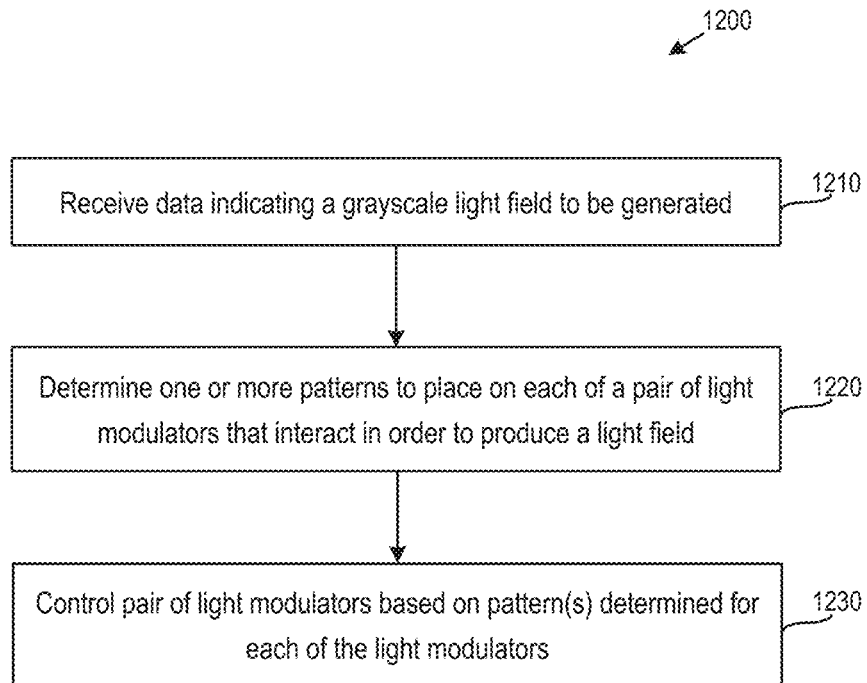 1200
Receive data indicating a grayscale light field to be generated
1210
Determine one or more patterns to place on each of a pair of light
modulators that interact in order to produce a light field
1220
Control pair of light modulators based on pattern(s) determined for
each of the light modulators
1230